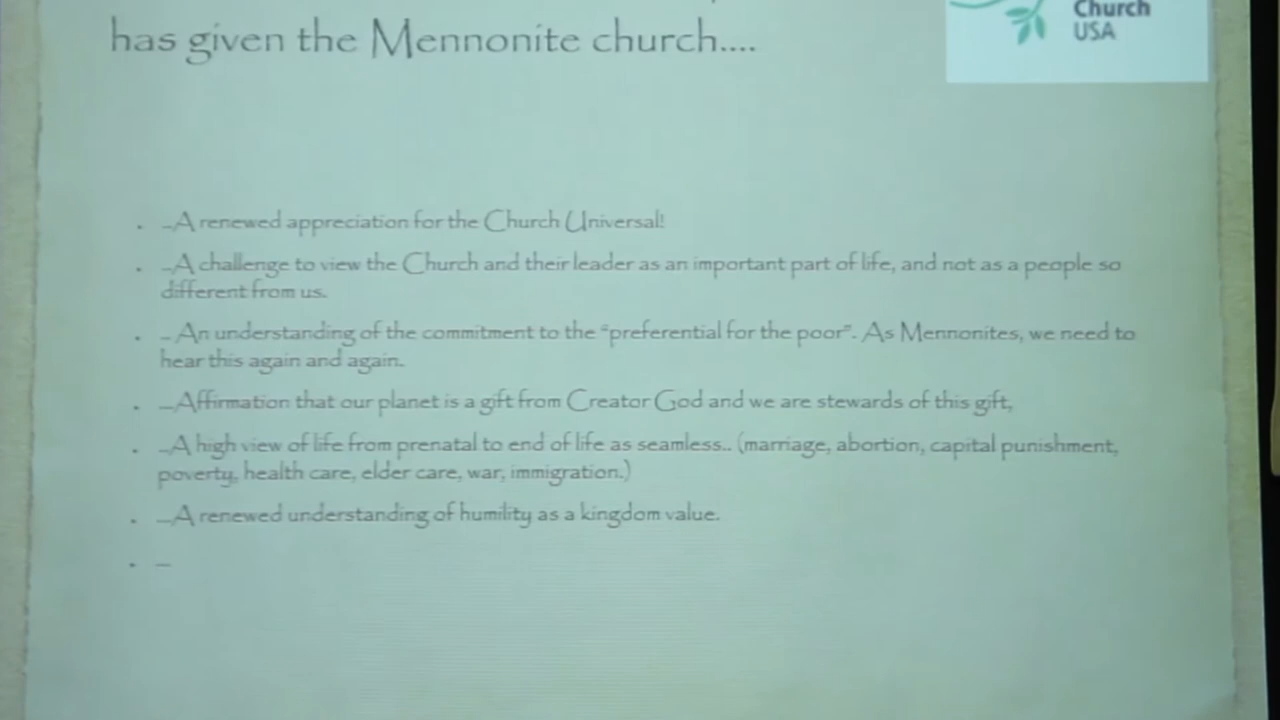 has given the Mennonite church....
Church
USA
. ...A renewed appreciation for the Church Universal!
. ...A challenge to view the Church and their leader as an important part of life, and not as a people so
different from us.
. ... An understanding of the commitment to the “preferential for the poor”. As Mennonites, we need to
hear this again and again..
. ...Affirmation that our planet is a gift from Creator God and we are stewards of this gift,
. ...A high view of life from prenatal to end of life as seamless.. (marriage, abortion, capital punishment,
poverty, health care, elder care, war, immigration.)
. ...A renewed understanding of humility as a kingdom value.
. ...